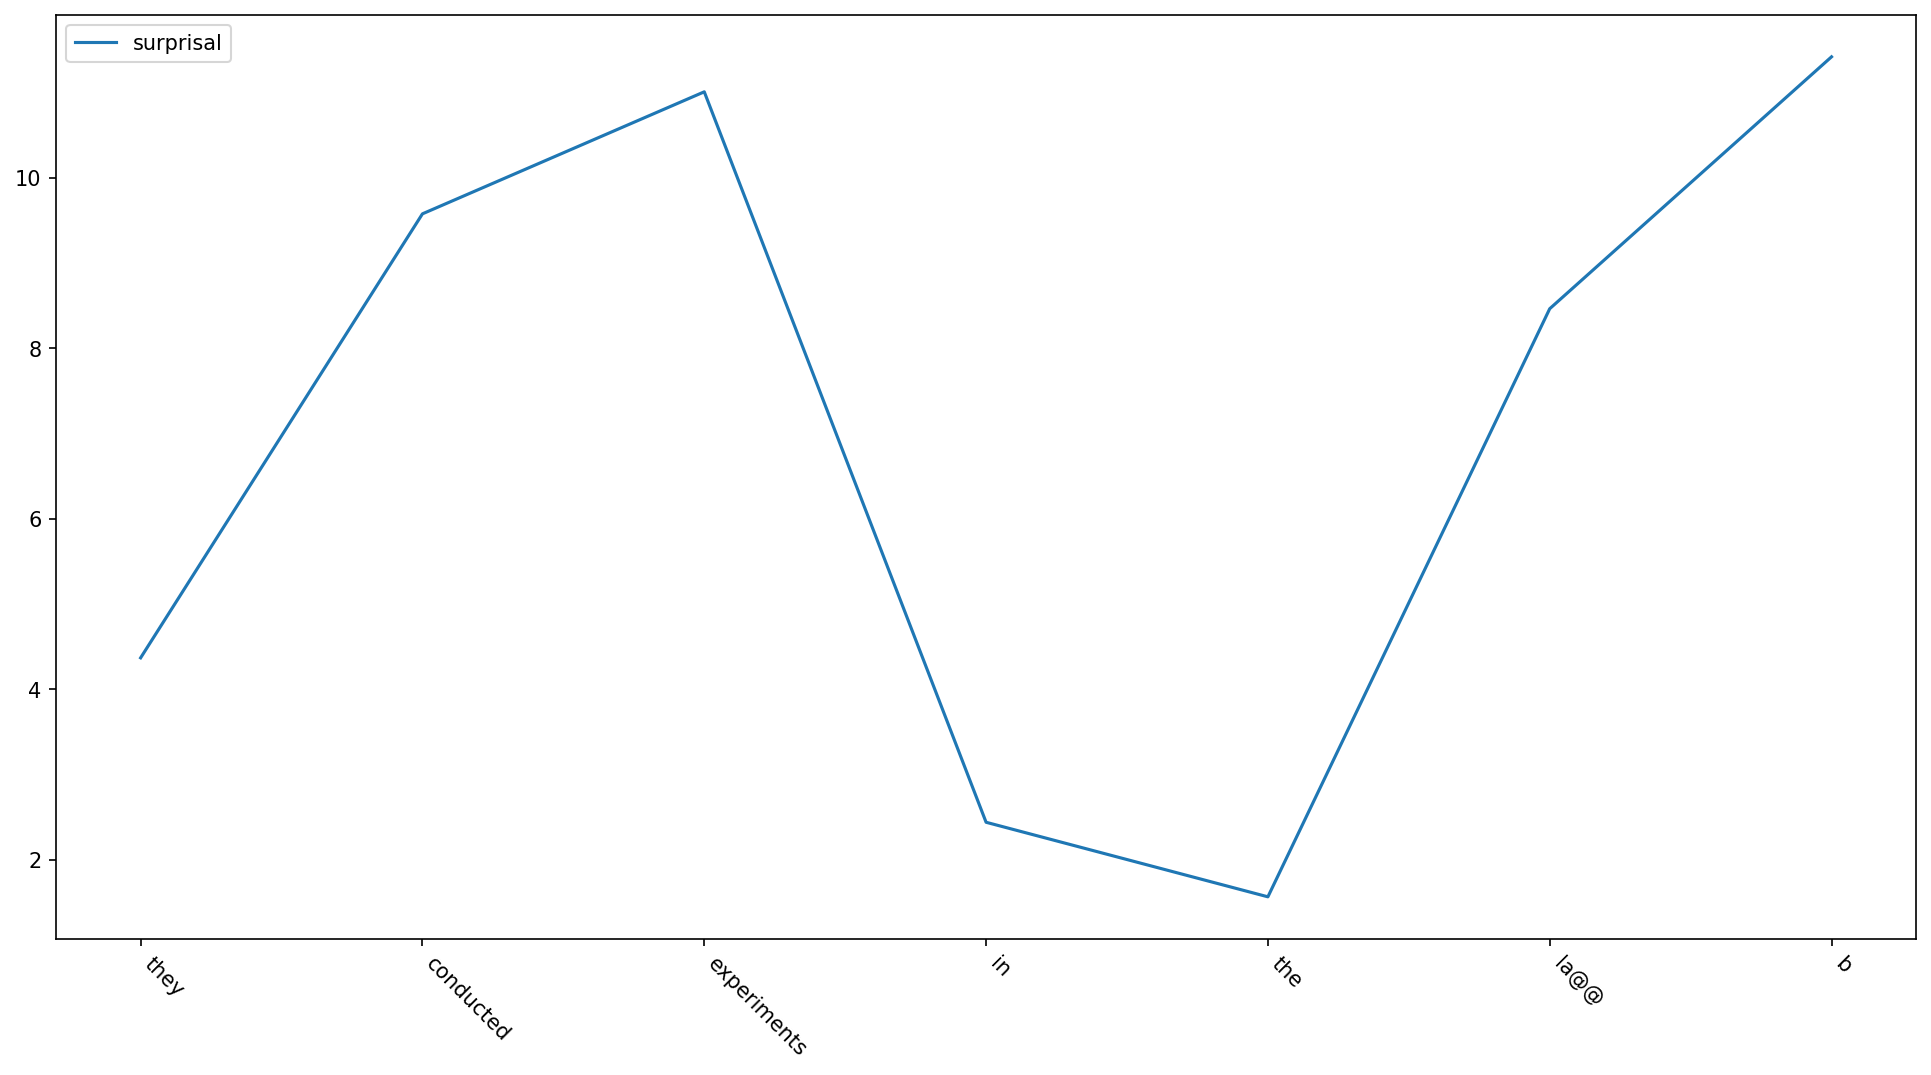 surprisal
10
8
6
4
2
they
conducted
experiments
in
the
la@@
b